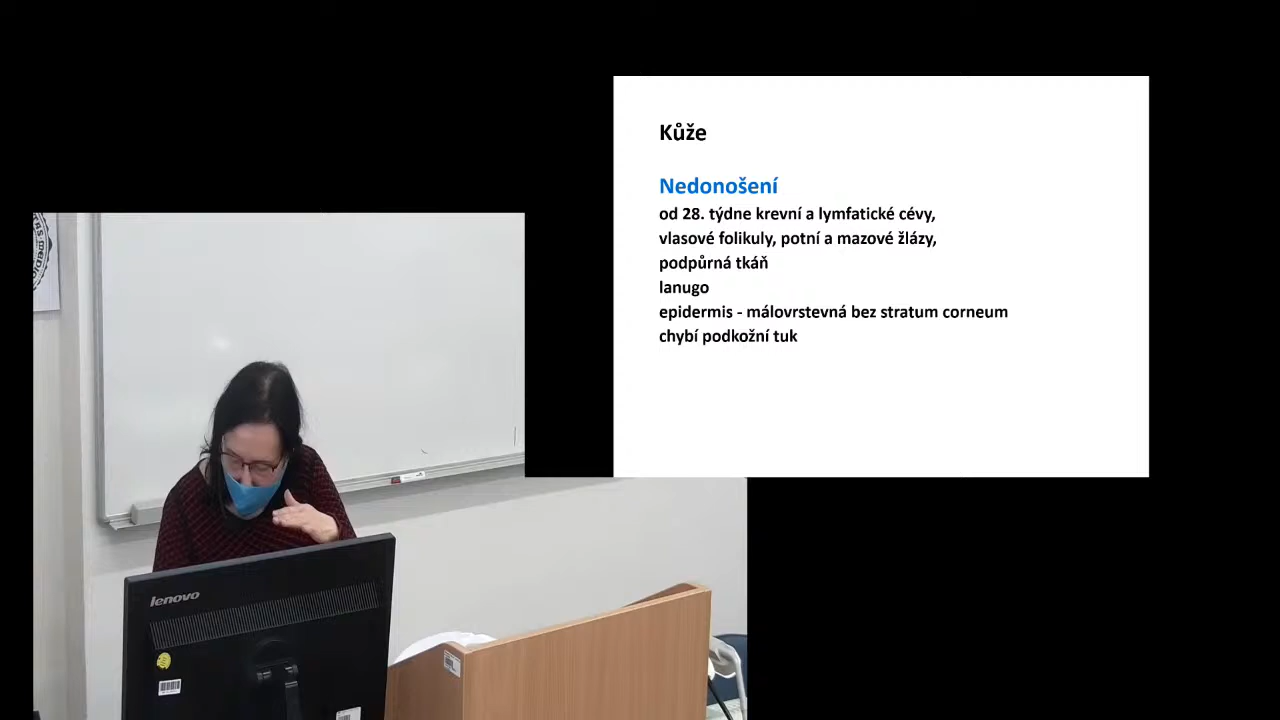 Kůže
Nedonošení
od 28. týdne krevní a lymfatické cévy,
vlasové folikuly, potní a mazové žlázy,
podpůrná tkáň
lanugo
epidermis - málovrstevná bez stratum corneum
chybí podkožní tuk
lenovo